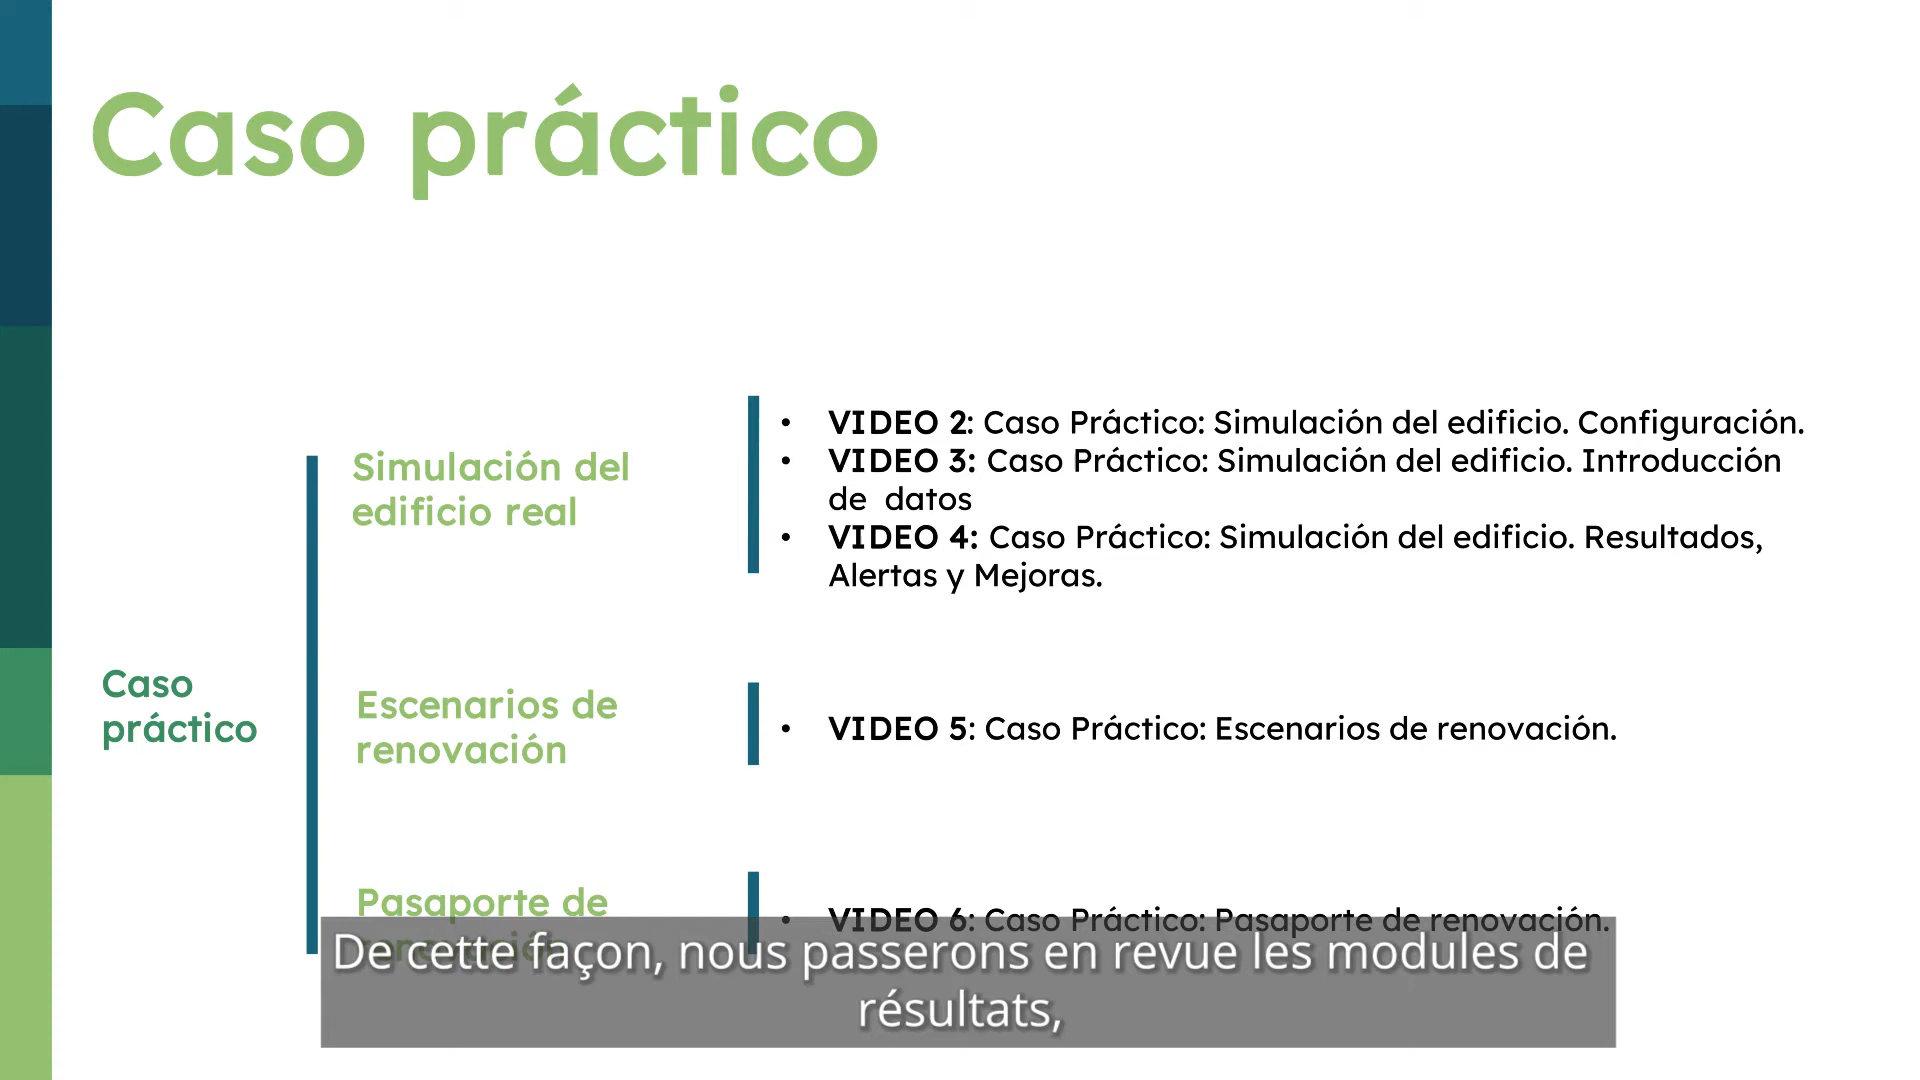 Caso práctico
Simulación del
edificio real
• VIDEO 2: Caso Práctico: Simulación del edificio. Configuración.
• VIDEO 3: Caso Práctico: Simulación del edificio. Introducción
de datos
• VIDEO 4: Caso Práctico: Simulación del edificio. Resultados,
Alertas y Mejoras.
Caso
práctico
Escenarios de
renovación
• VIDEO 5: Caso Práctico: Escenarios de renovación.
Pasaporte de
• VIDEO 6: Caso Práctico: Pasaporte de renovación.
De cette façon, nous passerons en revue les modules de
résultats,